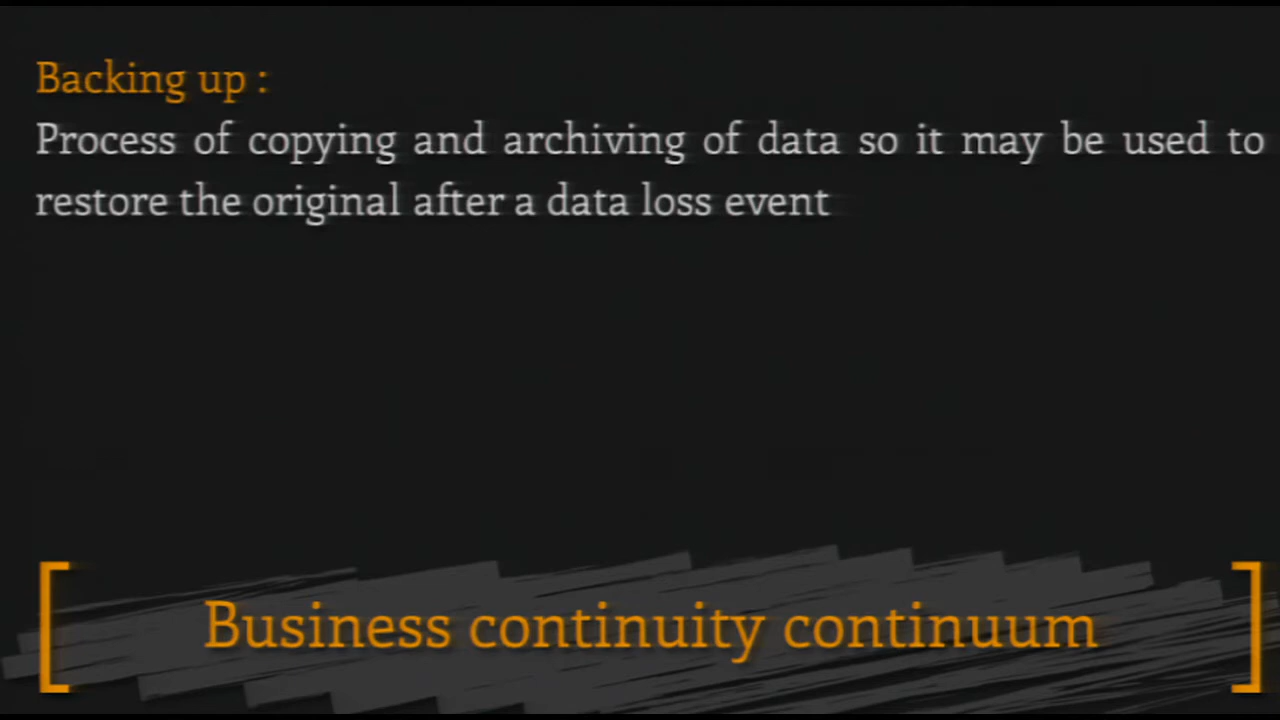 Backing up :
Process of copying and archiving of data so it may be used to
restore the original after a data loss event
[ Business continuity continuum ]